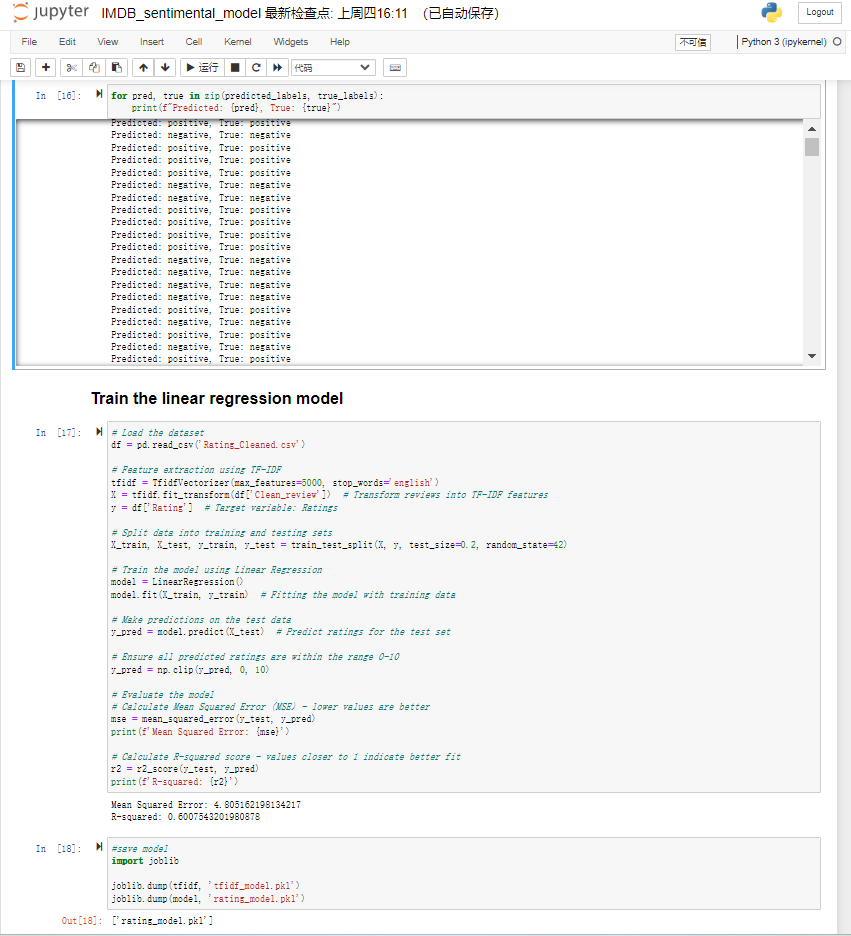 jupyter IMDB_sentimental_model 最新检查点: 上周四16:11 (已自动保存) Logout
File Edit View Insert Cell Kernel Widgets Help 不可信 Python 3 (ipykernel)
运行 代码
In [16]: for pred, true in zip(predicted_labels, true_labels):
print(f"Predicted: {pred}, True: {true}")
Predicted: positive, True: positive
Predicted: negative, True: negative
Predicted: positive, True: positive
Predicted: positive, True: positive
Predicted: positive, True: positive
Predicted: negative, True: negative
Predicted: negative, True: negative
Predicted: positive, True: positive
Predicted: positive, True: positive
Predicted: positive, True: positive
Predicted: positive, True: positive
Predicted: negative, True: negative
Predicted: negative, True: negative
Predicted: negative, True: negative
Predicted: negative, True: negative
Predicted: positive, True: positive
Predicted: negative, True: negative
Predicted: positive, True: positive
Predicted: negative, True: negative
Predicted: positive, True: positive
Train the linear regression model
In [17]: # Load the dataset
df = pd.read_csv('Rating_Cleaned.csv')
# Feature extraction using TF-IDF
tfidf = TfidfVectorizer(max_features=5000, stop_words='english')
X = tfidf.fit_transform(df['Clean_review']) # Transform reviews into TF-IDF features
y = df['Rating'] # Target variable: Ratings
# Split data into training and testing sets
X_train, X_test, y_train, y_test = train_test_split(X, y, test_size=0.2, random_state=42)
# Train the model using Linear Regression
model = LinearRegression()
model.fit(X_train, y_train) # Fitting the model with training data
# Make predictions on the test data
y_pred = model.predict(X_test) # Predict ratings for the test set
# Ensure all predicted ratings are within the range 0-10
y_pred = np.clip(y_pred, 0, 10)
# Evaluate the model
# Calculate Mean Squared Error (MSE) - lower values are better
mse = mean_squared_error(y_test, y_pred)
print(f'Mean Squared Error: {mse}')
# Calculate R-squared score - values closer to 1 indicate better fit
r2 = r2_score(y_test, y_pred)
print(f'R-squared: {r2}')
Mean Squared Error: 4.805162198134217
R-squared: 0.6007543201980878
In [18]: #save model
import joblib
joblib.dump(tfidf, 'tfidf_model.pkl')
joblib.dump(model, 'rating_model.pkl')
Out[18]: ['rating_model.pkl']